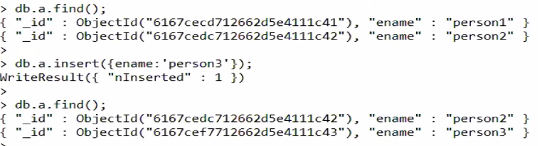 > db.a.find();
{ "_id" : ObjectId("6167cecd712662d5e4111c41"), "ename" : "person1" }
{ "_id" : ObjectId("6167cedc712662d5e4111c42"), "ename" : "person2" }
>
> db.a.insert({ename:'person3'});
WriteResult({ "nInserted" : 1 })
>
> db.a.find();
{ "_id" : ObjectId("6167cedc712662d5e4111c42"), "ename" : "person2" }
{ "_id" : ObjectId("6167cef7712662d5e4111c43"), "ename" : "person3" }